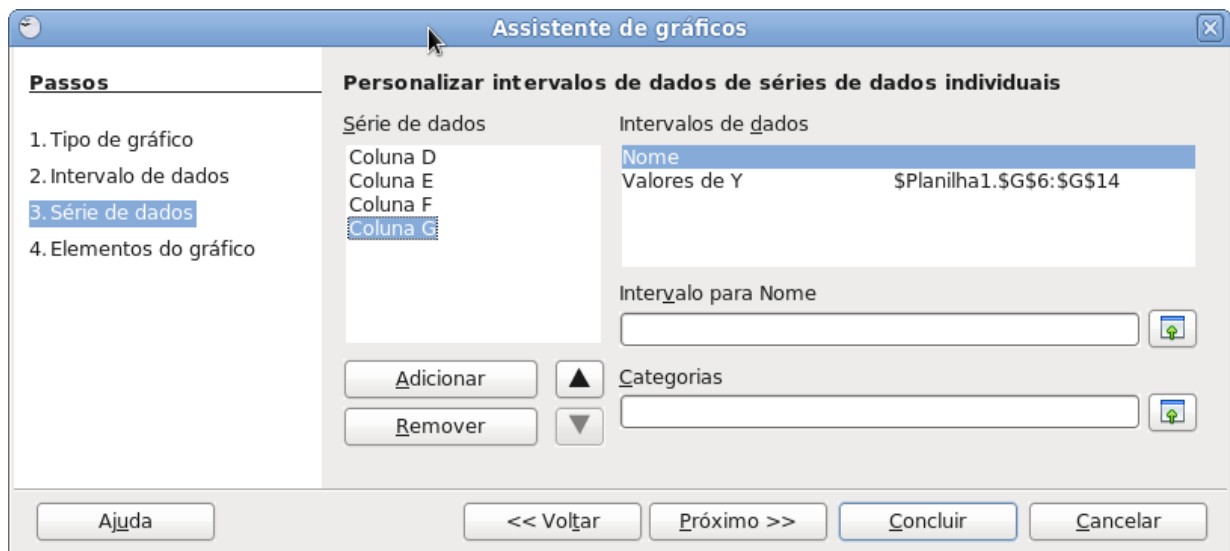 Assistente de gráficos
Passos
1. Tipo de gráfico
2. Intervalo de dados
3. Série de dados
4. Elementos do gráfico
Personalizar intervalos de dados de séries de dados individuais
Série de dados
Coluna D
Coluna E
Coluna F
Coluna G
Adicionar
Remover
Intervalos de dados
Nome
Valores de Y $Planilha1.$G$6:$G$14
Intervalo para Nome
Categorias
Ajuda
<< Voltar
Próximo >>
Concluir
Cancelar